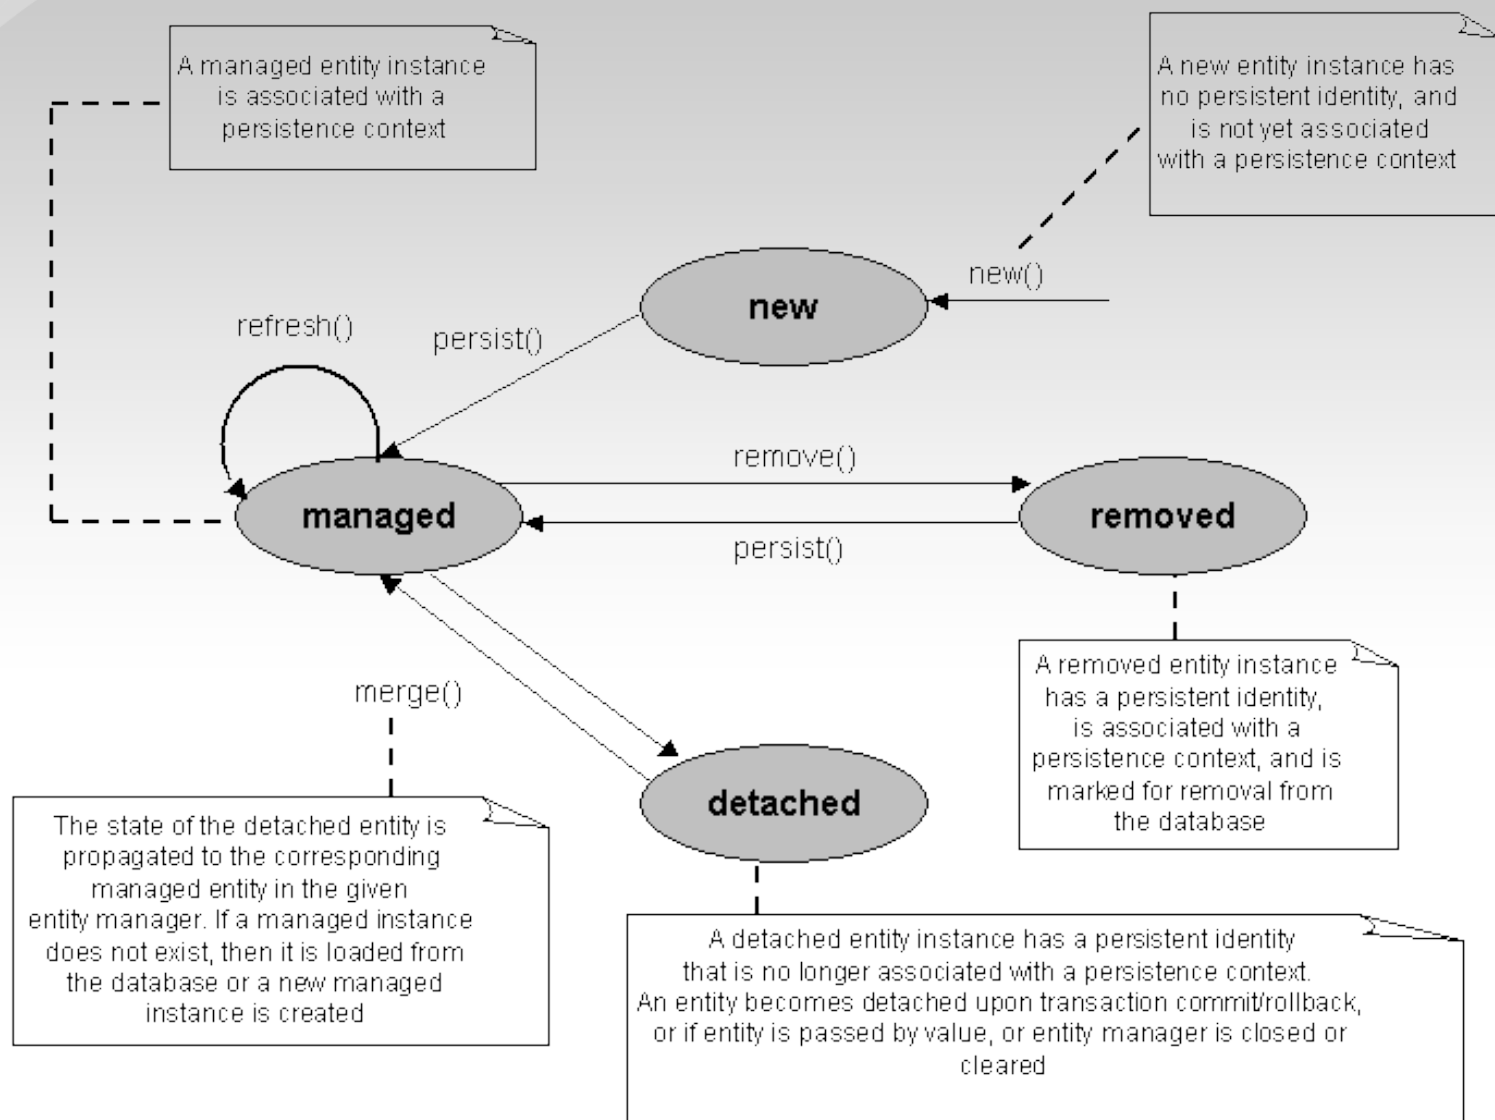 A managed entity instance
is associated with a
persistence context
A new entity instance has
no persistent identity, and
is not yet associated
with a persistence context
new()
new
refresh()
persist()
remove()
managed
removed
persist()
merge()
A removed entity instance
has a persistent identity,
is associated with a
persistence context, and is
marked for removal from
the database
detached
The state of the detached entity is
propagated to the corresponding
managed entity in the given
entity manager. If a managed instance
does not exist, then it is loaded from
the database or a new managed
instance is created
A detached entity instance has a persistent identity
that is no longer associated with a persistence context.
An entity becomes detached upon transaction commit/rollback,
or if entity is passed by value, or entity manager is closed or
cleared